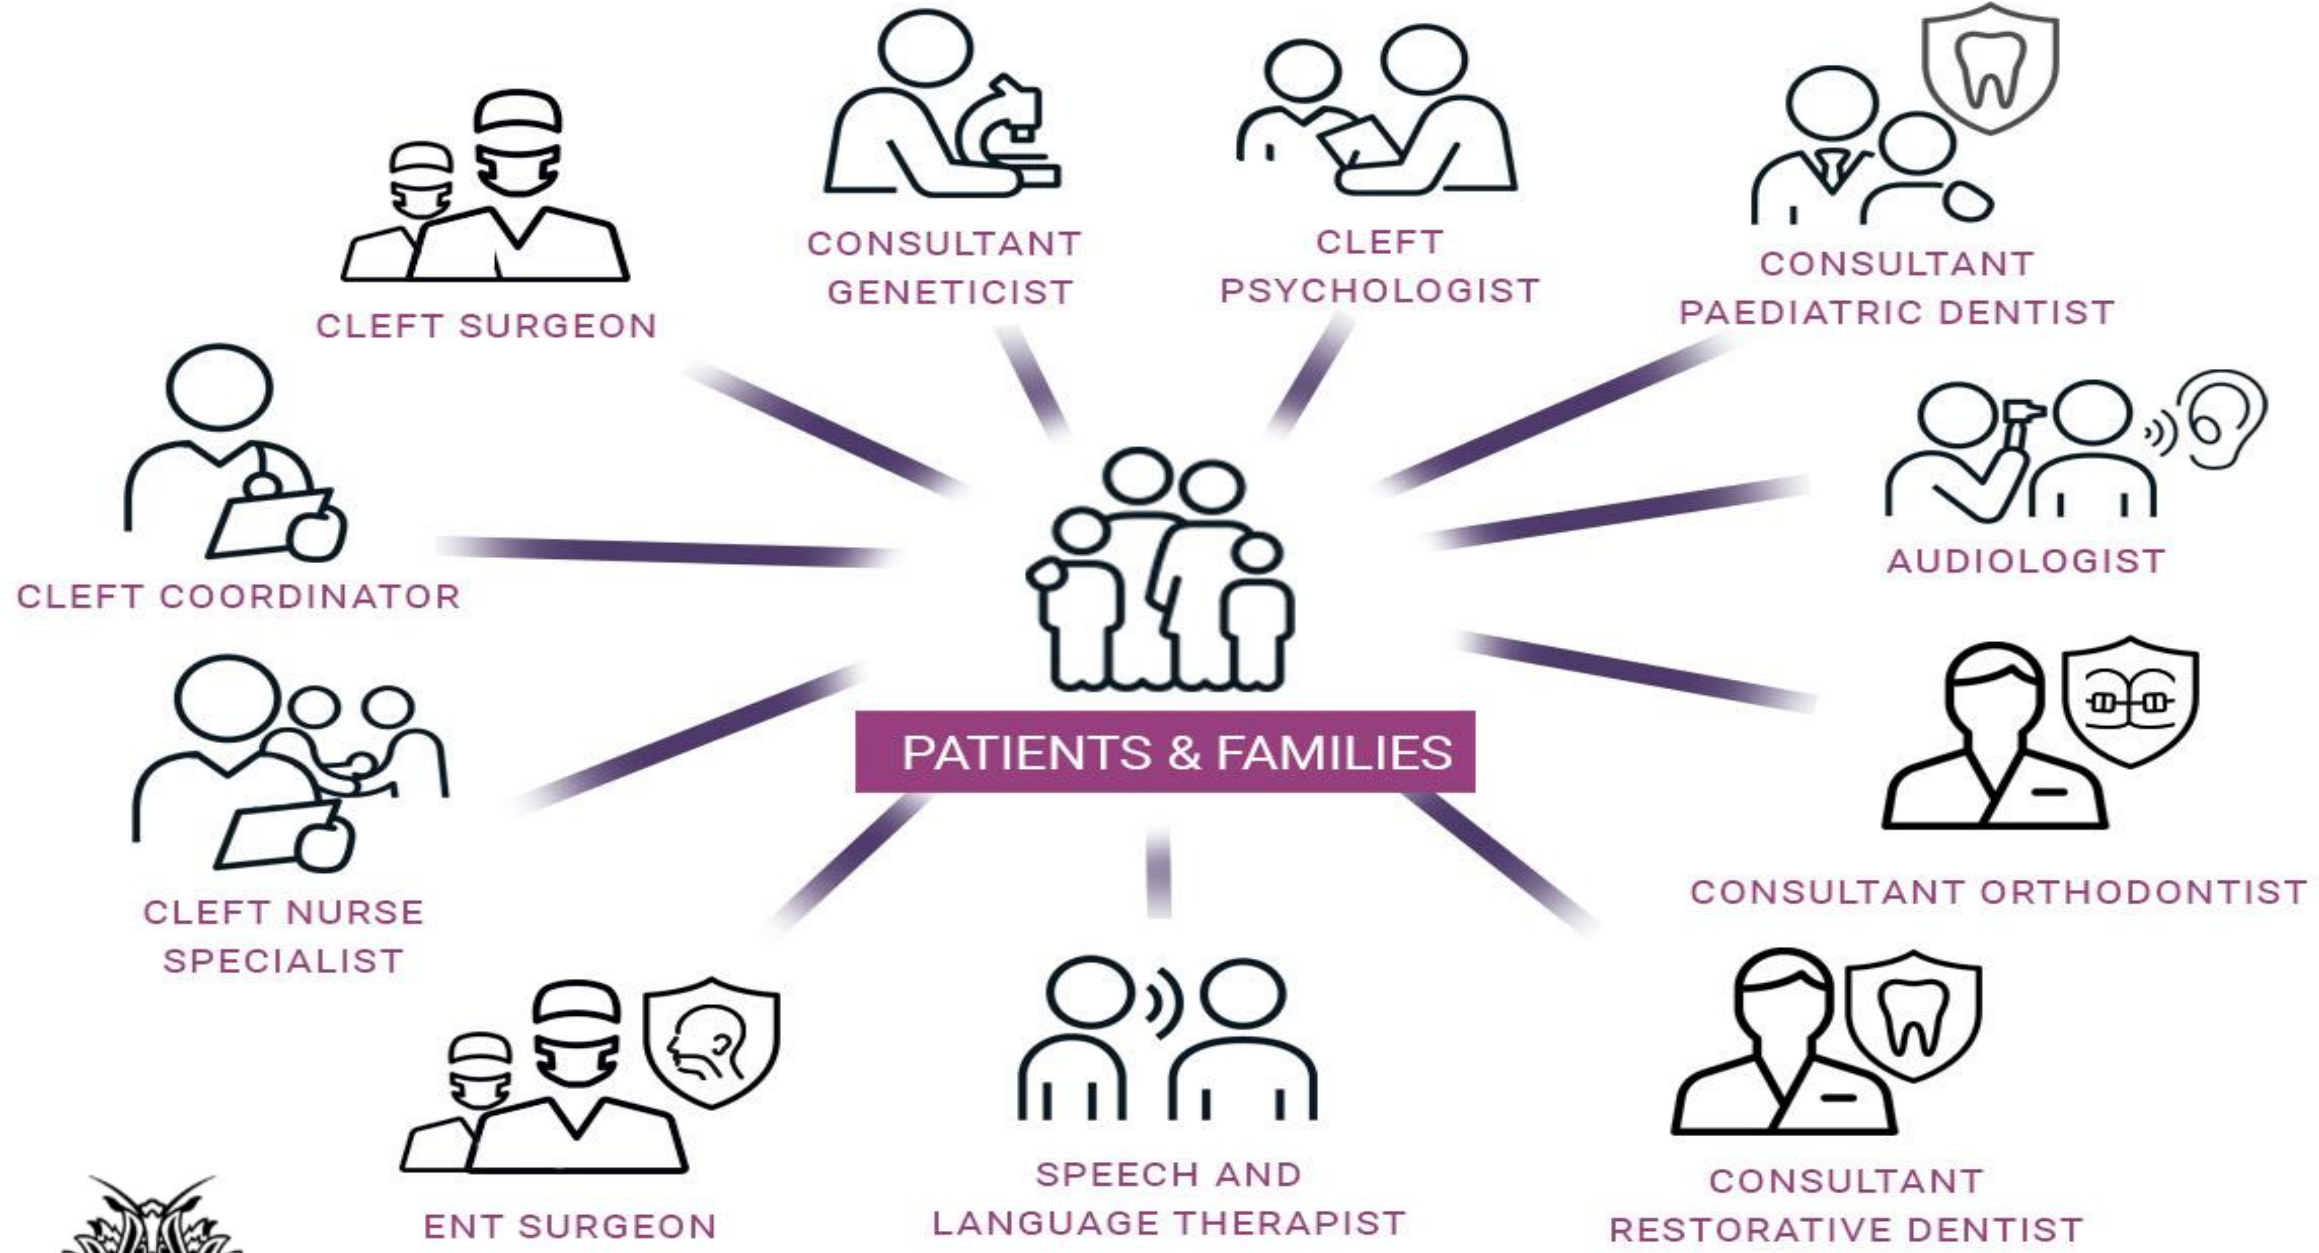 CONSULTANT
GENETICIST
CLEFT
PSYCHOLOGIST
CONSULTANT
PAEDIATRIC DENTIST
CLEFT SURGEON
AUDIOLOGIST
CLEFT COORDINATOR
PATIENTS & FAMILIES
CONSULTANT ORTHODONTIST
CLEFT NURSE
SPECIALIST
ENT SURGEON
SPEECH AND
LANGUAGE THERAPIST
CONSULTANT
RESTORATIVE DENTIST